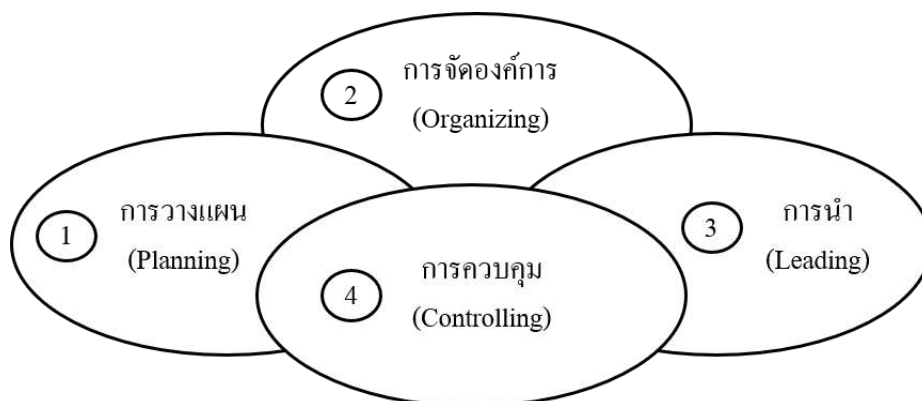 1
การวางแผน
(Planning)
2
การจัดองค์การ
(Organizing)
3
การนำ
(Leading)
4
การควบคุม
(Controlling)